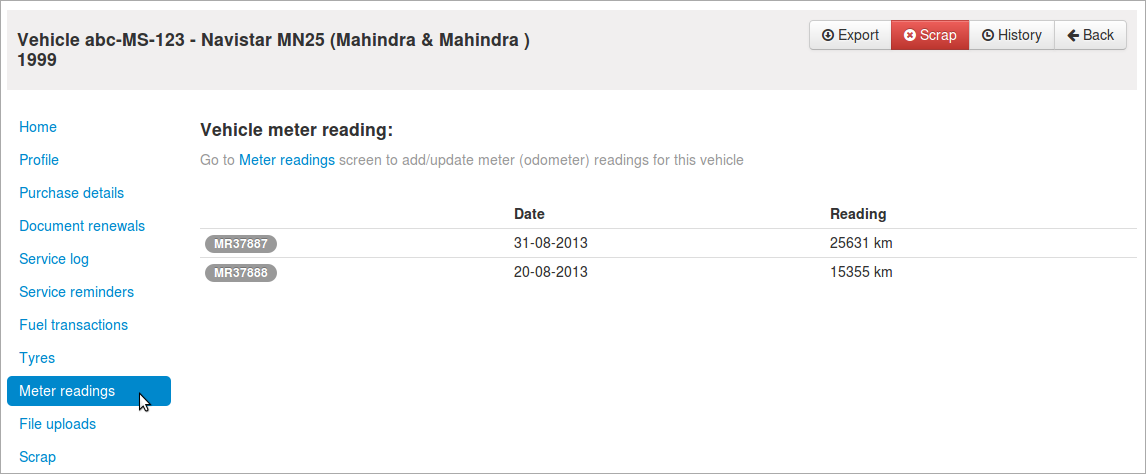 Vehicle abc-MS-123 - Navistar MN25 (Mahindra & Mahindra )
1999
Export Scrap History Back
Home
Profile
Purchase details
Document renewals
Service log
Service reminders
Fuel transactions
Tyres
Meter readings
File uploads
Scrap
Vehicle meter reading:
Go to Meter readings screen to add/update meter (odometer) readings for this vehicle
Date Reading
MR37887 31-08-2013 25631 km
MR37888 20-08-2013 15355 km